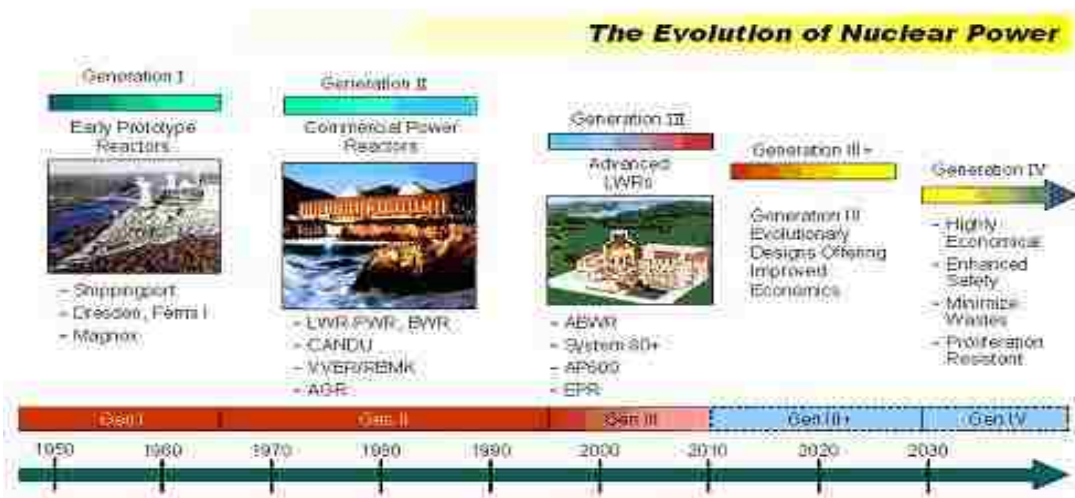 The Evolution of Nuclear Power
Generation I
Early Prototype
Reactors
- Shippingport
- Dresden, Fermi I
- Magnox
Generation II
Commercial Power
Reactors
- LWR-PWR, BWR
- CANDU
- VVER/RBMK
- AGR
Generation III
Advanced
LWRs
- ABWR
- System 80+
- AP600
- EPR
Generation III+
Generation III
Evolutionary
Designs Offering
Improved
Economics
Generation IV
- Highly
Economical
- Enhanced
Safety
- Minimize
Wastes
- Proliferation
Resistant
Gen I
Gen II
Gen III
Gen III+
Gen IV
1950
1960
1970
1980
1990
2000
2010
2020
2030